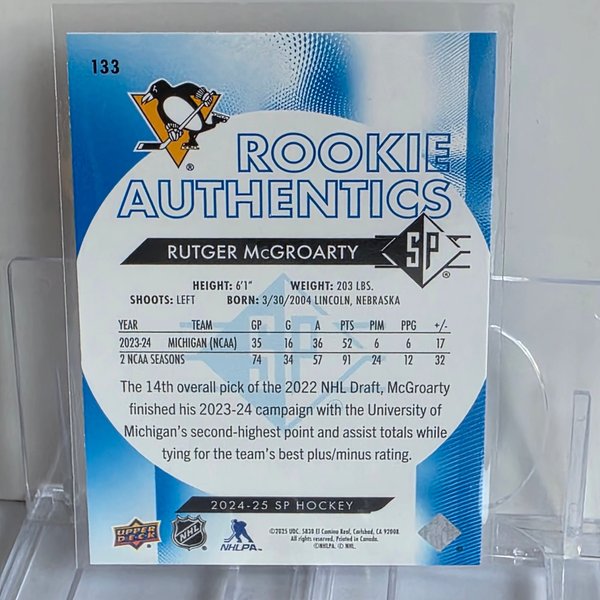 133
ROOKIE
AUTHENTICS
RUTGER McGROARTY
SP
HEIGHT: 6'1" WEIGHT: 203 LBS.
SHOOTS: LEFT BORN: 3/30/2004 LINCOLN, NEBRASKA
YEAR TEAM GP G A PTS PIM PPG +/-
2023-24 MICHIGAN (NCAA) 35 16 36 52 6 6 17
2 NCAA SEASONS 74 34 57 91 24 12 32
The 14th overall pick of the 2022 NHL Draft, McGroarty
finished his 2023-24 campaign with the University of
Michigan's second-highest point and assist totals while
tying for the team's best plus/minus rating.
2024-25 SP HOCKEY
UPPER DECK
NHL
NHLPA
©2025 UDC. 5830 El Camino Real, Carlsbad, CA 92008.
All rights reserved. Printed in Canada.
©NHLPA, © NHL.